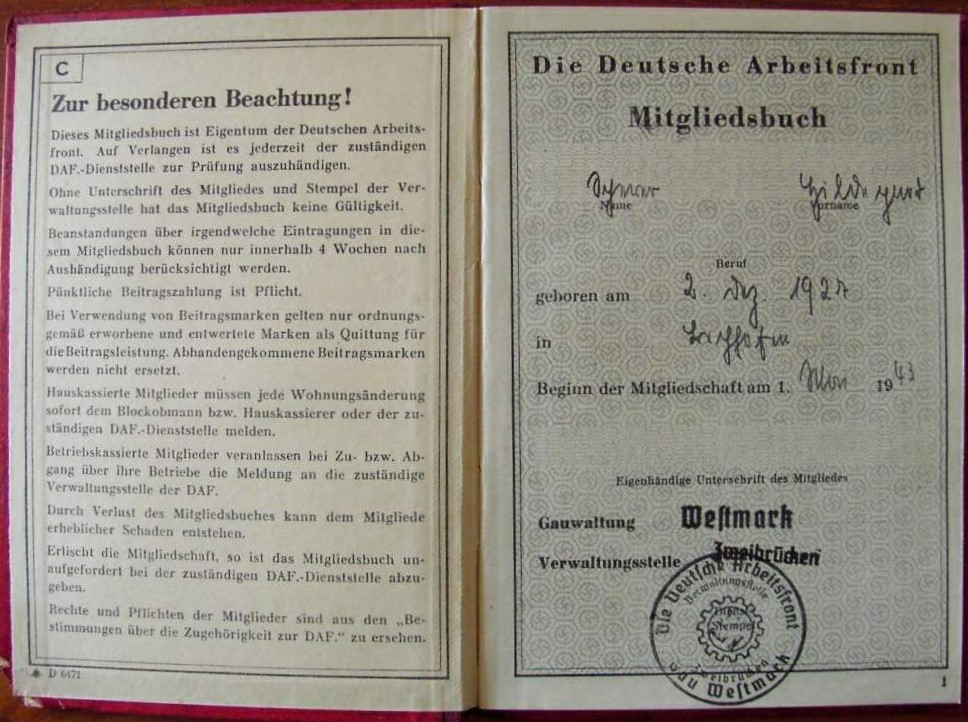 C
Zur besonderen Beachtung!
Dieses Mitgliedsbuch ist Eigentum der Deutschen Arbeits-
front. Auf Verlangen ist es jederzeit der zuständigen
DAF.-Dienststelle zur Prüfung auszuhändigen.
Ohne Unterschrift des Mitgliedes und Stempel der Ver-
waltungsstelle hat das Mitgliedsbuch keine Gültigkeit.
Beanstandungen über irgendwelche Eintragungen in die-
sem Mitgliedsbuch können nur innerhalb 4 Wochen nach
Aushändigung berücksichtigt werden.
Pünktliche Beitragszahlung ist Pflicht.
Bei Verwendung von Beitragsmarken gelten nur ordnungs-
gemäß erworbene und entwertete Marken als Quittung für
die Beitragsleistung. Abhandengekommene Beitragsmarken
werden nicht ersetzt.
Hauskassierte Mitglieder müssen jede Wohnungsänderung
sofort dem Blockobmann bzw. Hauskassierer oder der zu-
ständigen DAF.-Dienststelle melden.
Betriebskassierte Mitglieder veranlassen bei Zu- bzw. Ab-
gang über ihre Betriebe die Meldung an die zuständige
Verwaltungsstelle der DAF.
Durch Verlust des Mitgliedsbuches kann dem Mitgliede
erheblicher Schaden entstehen.
Erlischt die Mitgliedschaft, so ist das Mitgliedsbuch un-
aufgefordert bei der zuständigen DAF.-Dienststelle abzu-
geben.
Rechte und Pflichten der Mitglieder sind aus den „Be-
stimmungen über die Zugehörigkeit zur DAF.“ zu ersehen.
D 6471
Die Deutsche Arbeitsfront
Mitgliedsbuch
Hildegard
Name Vorname
Beruf
geboren am 2. Dez. 1927
in
Beginn der Mitgliedschaft am 1. 1943
Eigenhändige Unterschrift des Mitgliedes
Gauwaltung Westmark
Verwaltungsstelle Zweibrücken
Die Deutsche Arbeitsfront
Verwaltungsstelle
Stempel
Zweibrücken
Gau Westmark
1